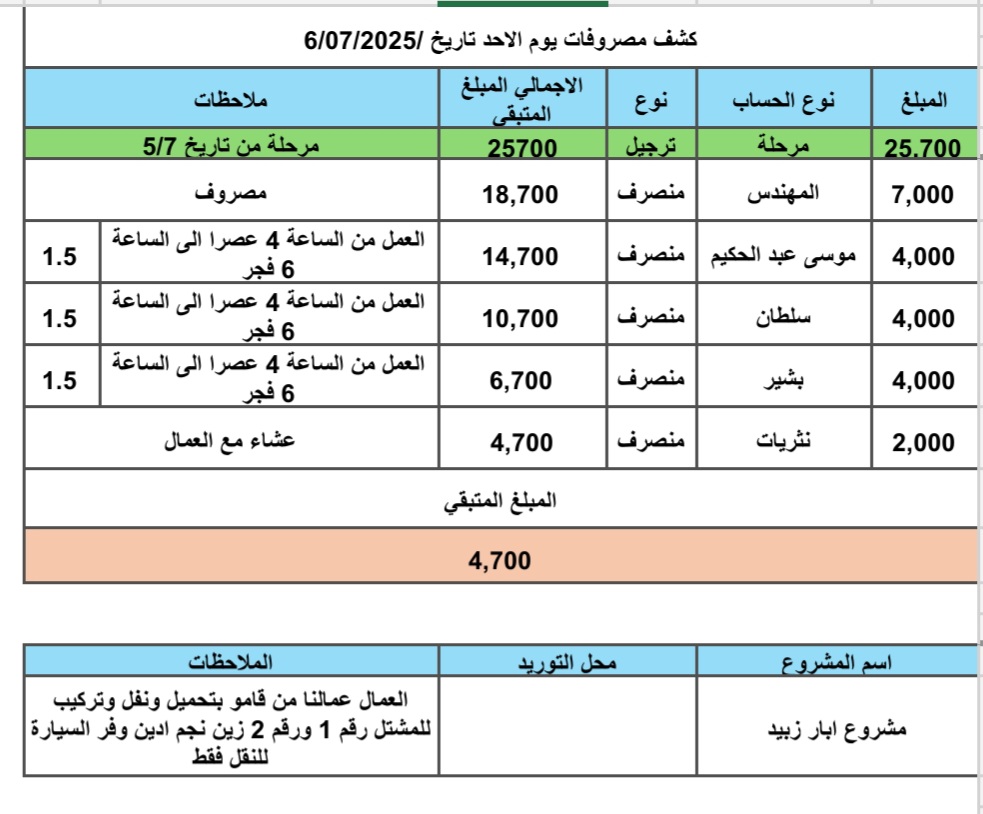 كشف مصروفات يوم الاحد تاريخ /6/07/2025
المبلغ نوع الحساب نوع الاجمالي المبلغ المتبقي ملاحظات
25.700 مرحلة ترجيل 25700 مرحلة من تاريخ 5/7
7,000 المهندس منصرف 18,700 مصروف
4,000 موسى عبد الحكيم منصرف 14,700 العمل من الساعة 4 عصرا الى الساعة 6 فجر 1.5
4,000 سلطان منصرف 10,700 العمل من الساعة 4 عصرا الى الساعة 6 فجر 1.5
4,000 بشير منصرف 6,700 العمل من الساعة 4 عصرا الى الساعة 6 فجر 1.5
2,000 نثريات منصرف 4,700 عشاء مع العمال
المبلغ المتبقي
4,700
اسم المشروع محل التوريد الملاحظات
مشروع ابار زبيد العمال عمالنا من قامو بتحميل ونفل وتركيب
للمشتل رقم 1 ورقم 2 زين نجم ادين وفر السيارة
للنقل فقط